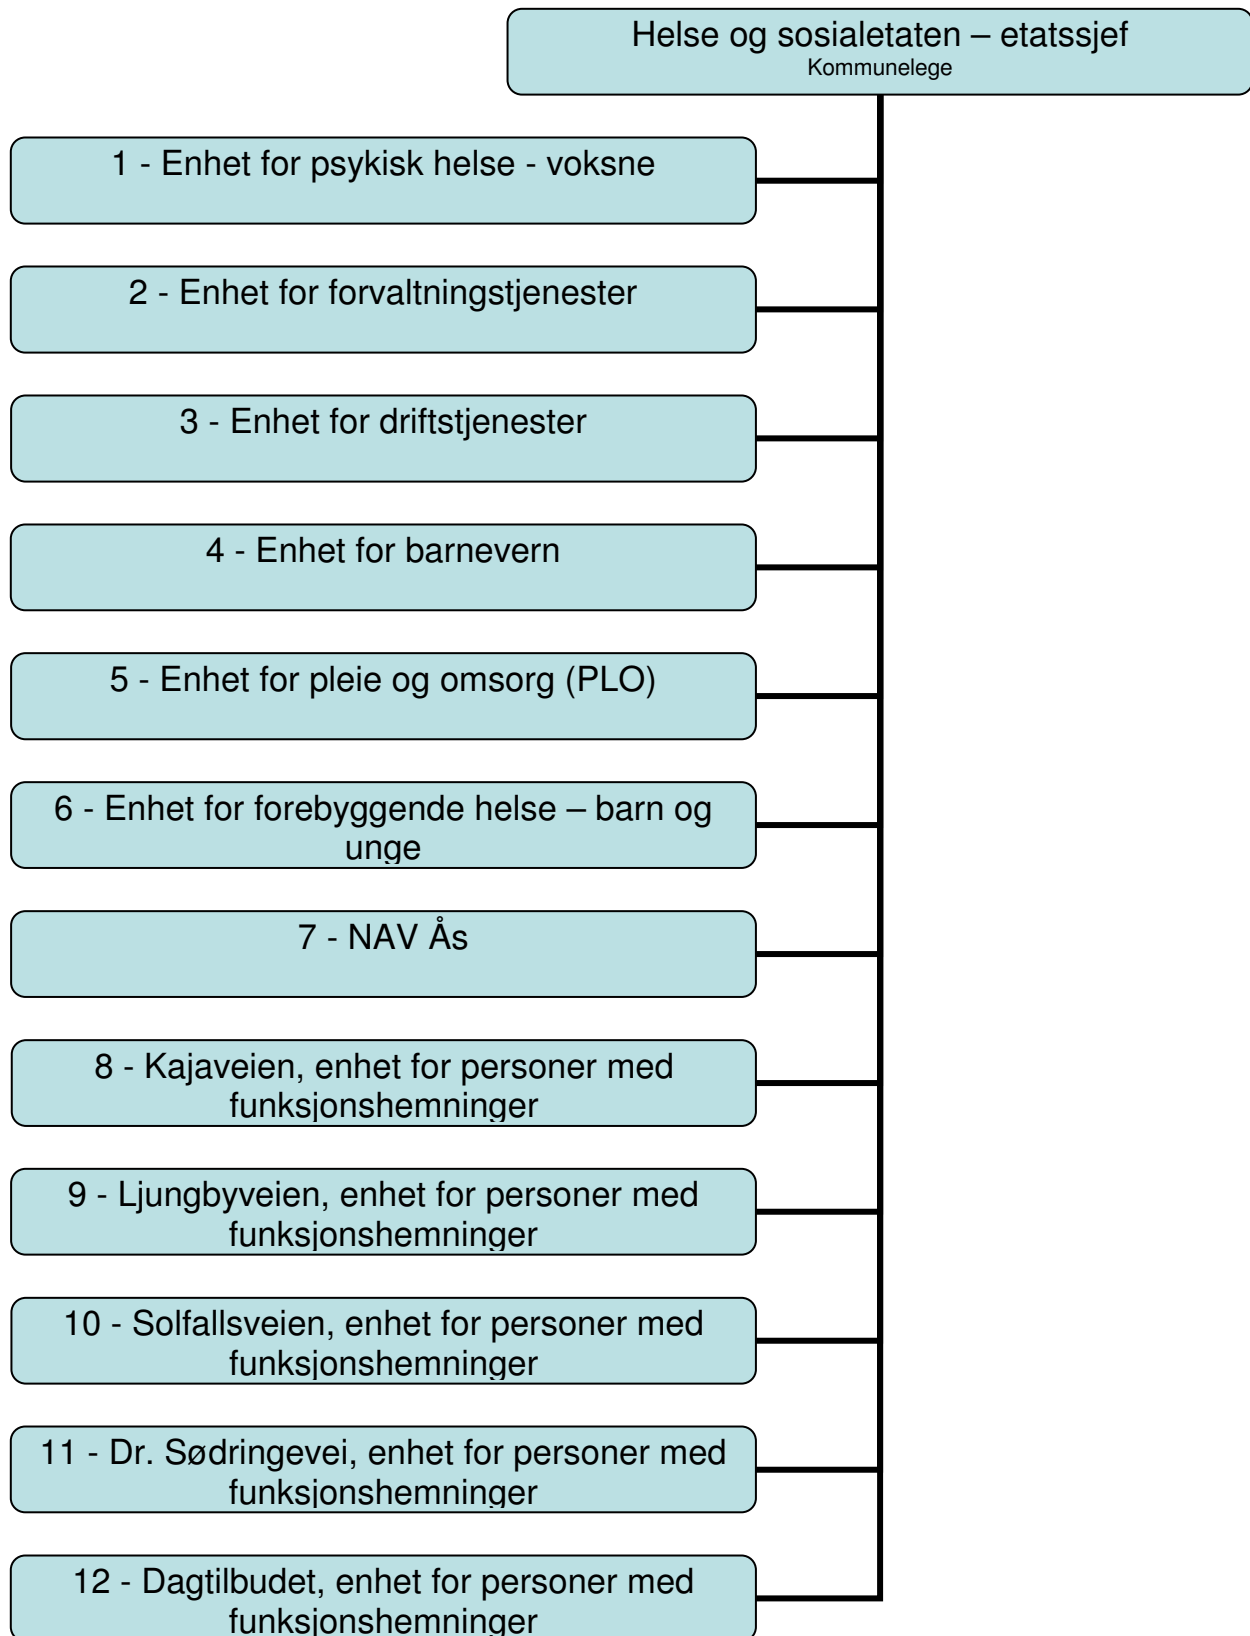 Helse og sosialetaten – etatssjef
Kommunelege
1 - Enhet for psykisk helse - voksne
2 - Enhet for forvaltningstjenester
3 - Enhet for driftstjenester
4 - Enhet for barnevern
5 - Enhet for pleie og omsorg (PLO)
6 - Enhet for forebyggende helse – barn og
unge
7 - NAV Ås
8 - Kajaveien, enhet for personer med
funksjonshemninger
9 - Ljungbyveien, enhet for personer med
funksjonshemninger
10 - Solfallsveien, enhet for personer med
funksjonshemninger
11 - Dr. Sødringevei, enhet for personer med
funksjonshemninger
12 - Dagtilbudet, enhet for personer med
funksjonshemninger